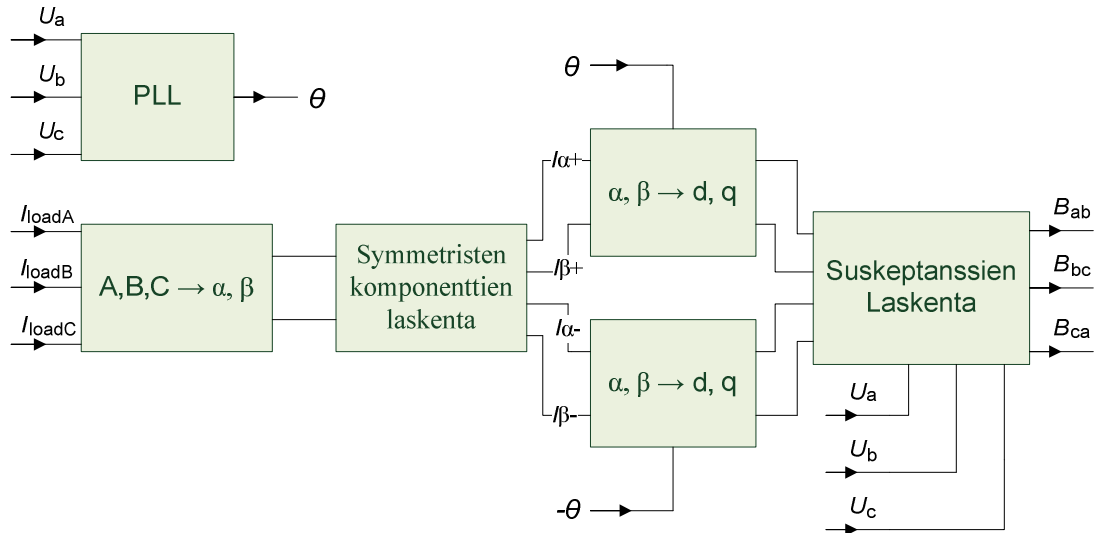 Ua
Ub
Uc
PLL
θ
IloadA
IloadB
IloadC
A,B,C → α, β
Symmetristen
komponenttien
laskenta
Iα+
Iβ+
Iα-
Iβ-
θ
α, β → d, q
α, β → d, q
-θ
Suskeptanssien
Laskenta
Bab
Bbc
Bca
Ua
Ub
Uc